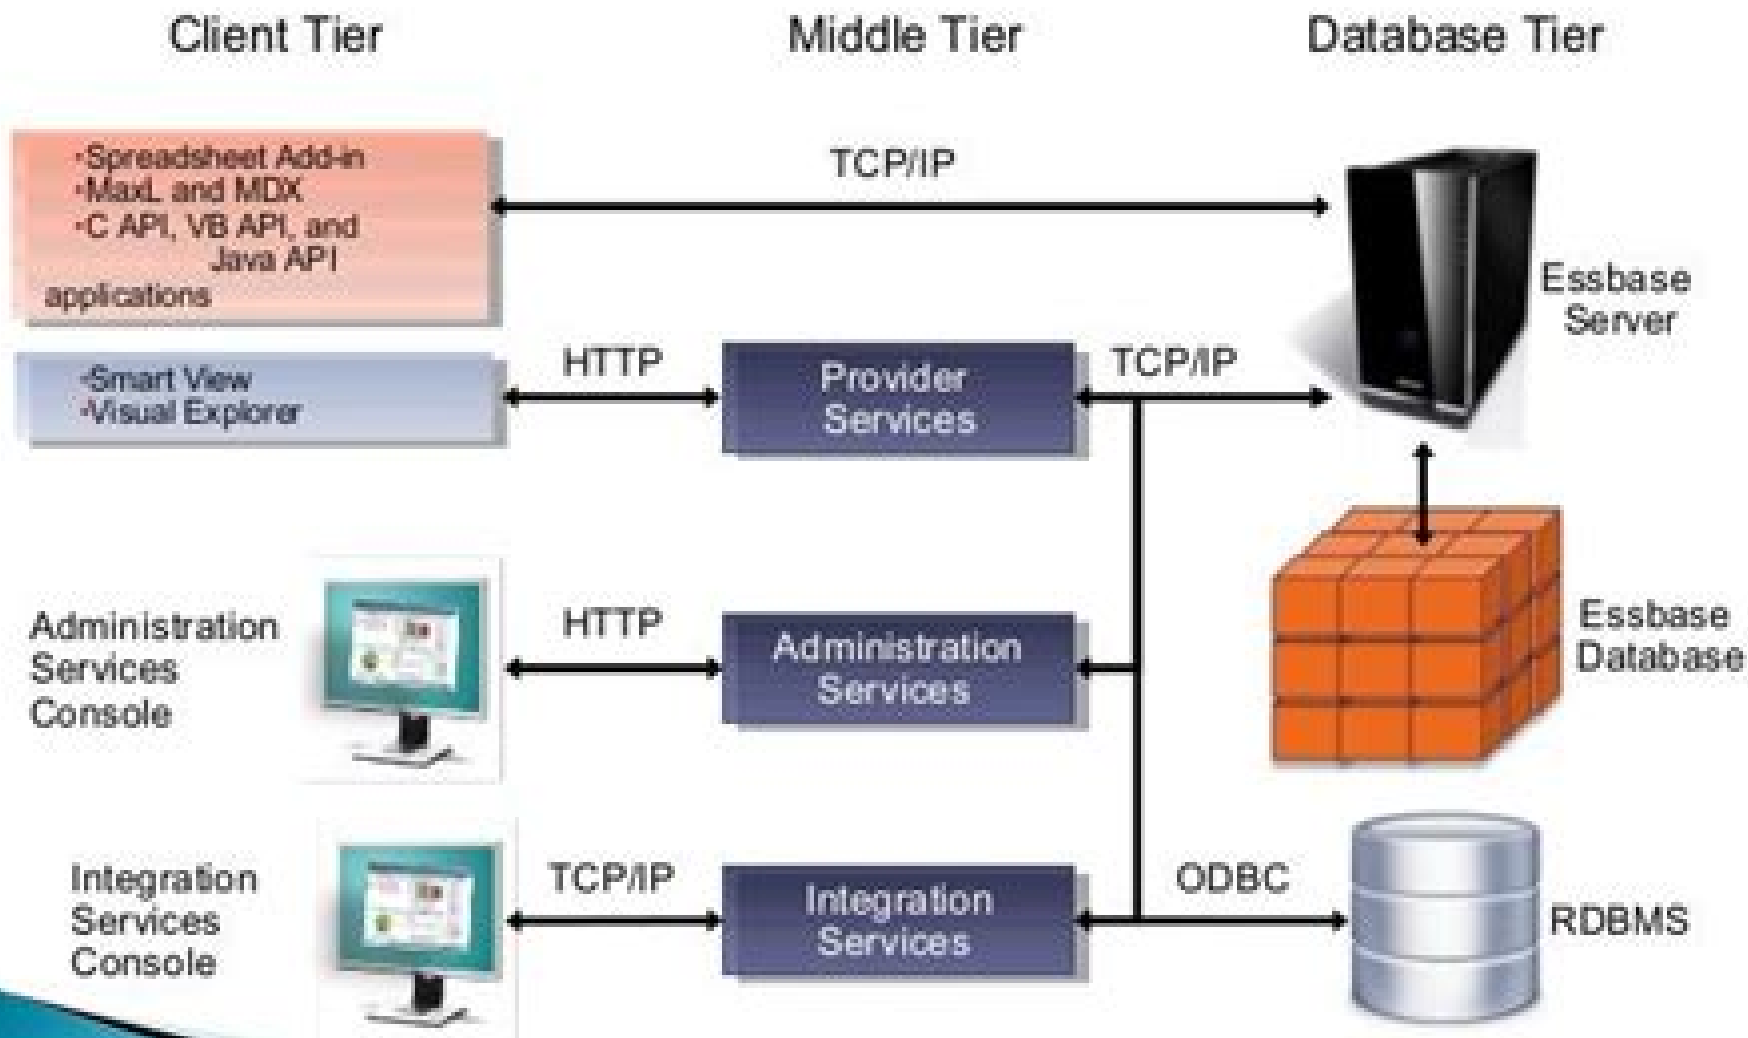 Client Tier
Middle Tier
Database Tier
•Spreadsheet Add-in
•MaxL and MDX
•C API, VB API, and
Java API
applications
TCP/IP
Essbase
Server
•Smart View
•Visual Explorer
HTTP
Provider
Services
TCP/IP
Administration
Services
Console
HTTP
Administration
Services
Essbase
Database
Integration
Services
Console
TCP/IP
Integration
Services
ODBC
RDBMS